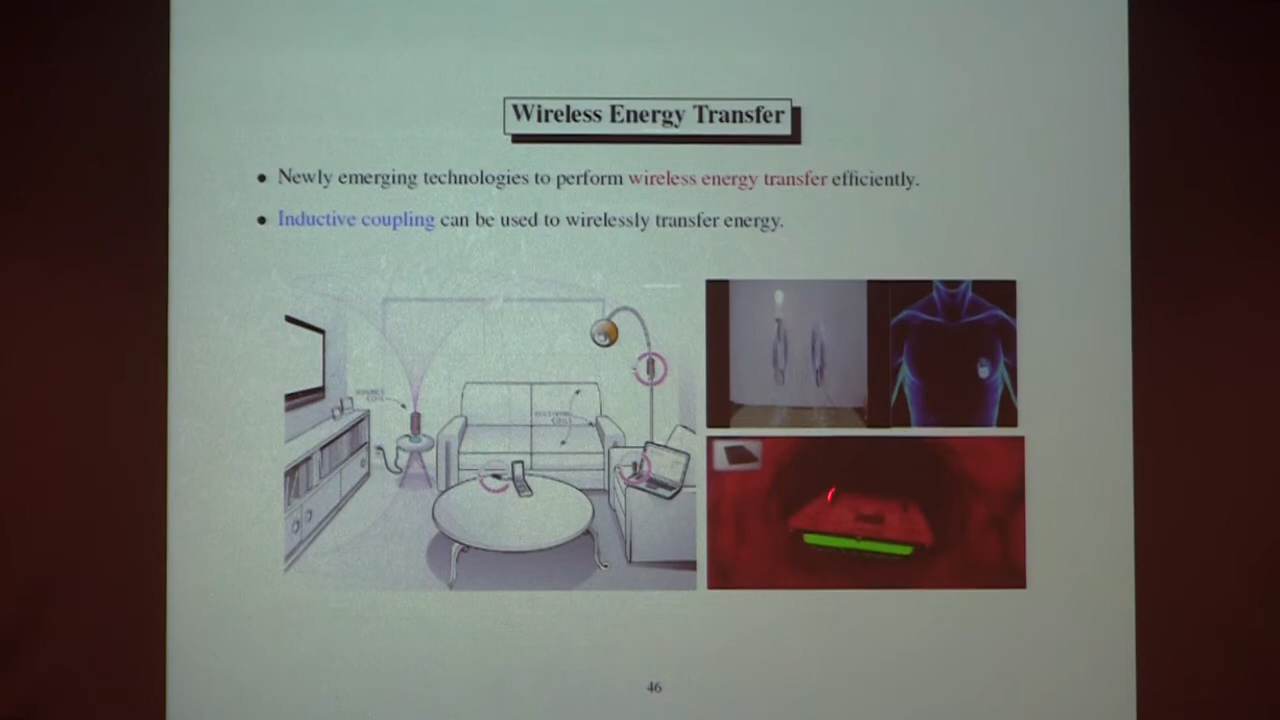 Wireless Energy Transfer
• Newly emerging technologies to perform wireless energy transfer efficiently.
• Inductive coupling can be used to wirelessly transfer energy.
46